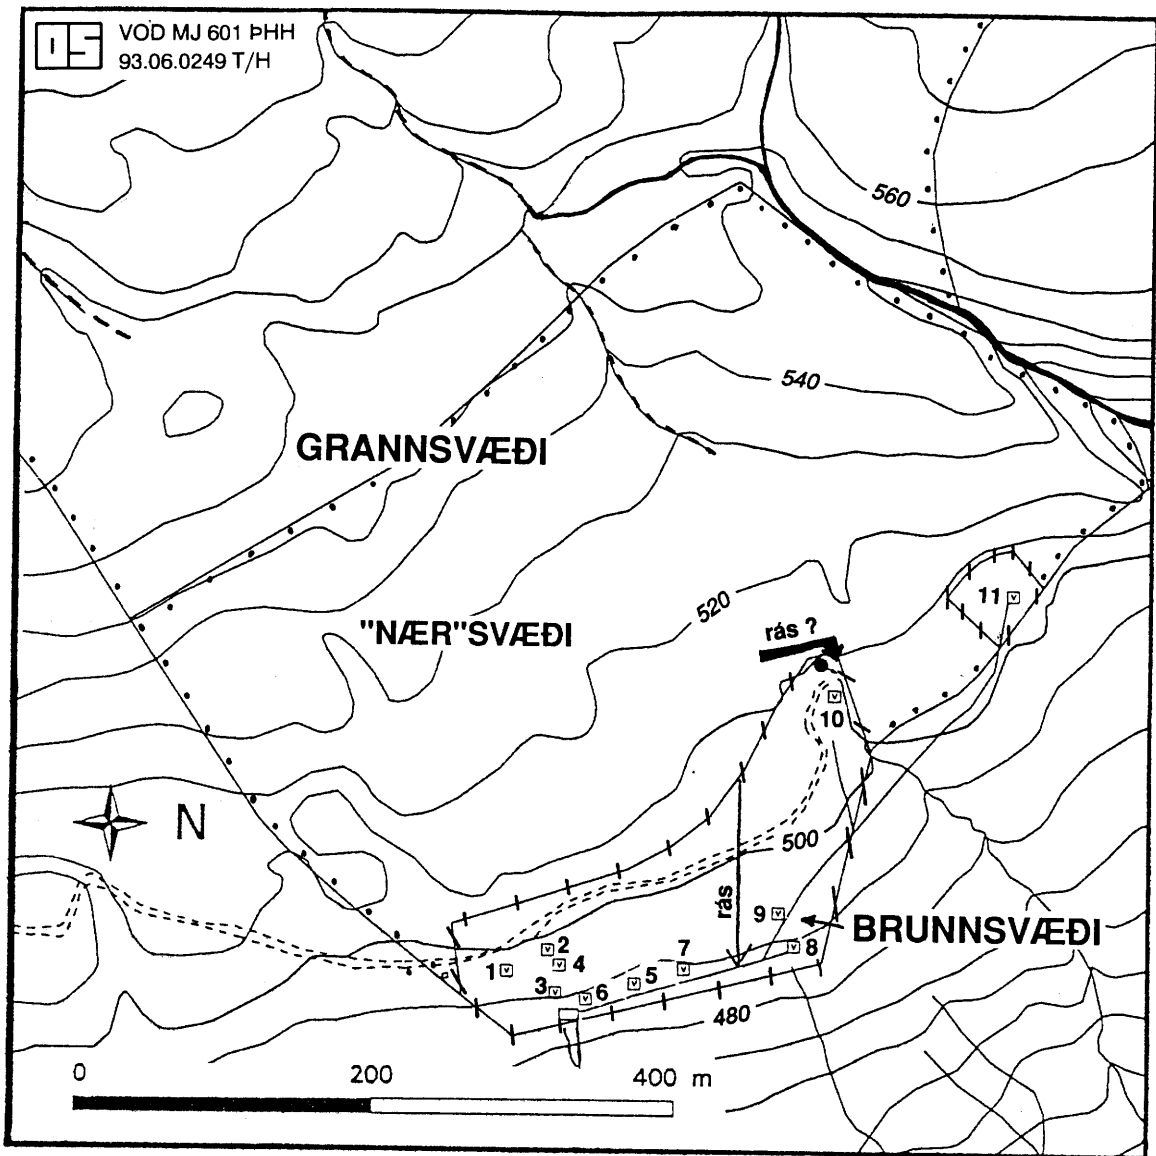 OS
VOD MJ 601 ÞHH
93.06.0249 T/H
560
540
GRANNSVÆÐI
520
11
"NÆR"SVÆÐI
rás ?
10
N
500
rás
9
BRUNNSVÆÐI
2
7
8
1
4
5
3
6
480
0
200
400 m